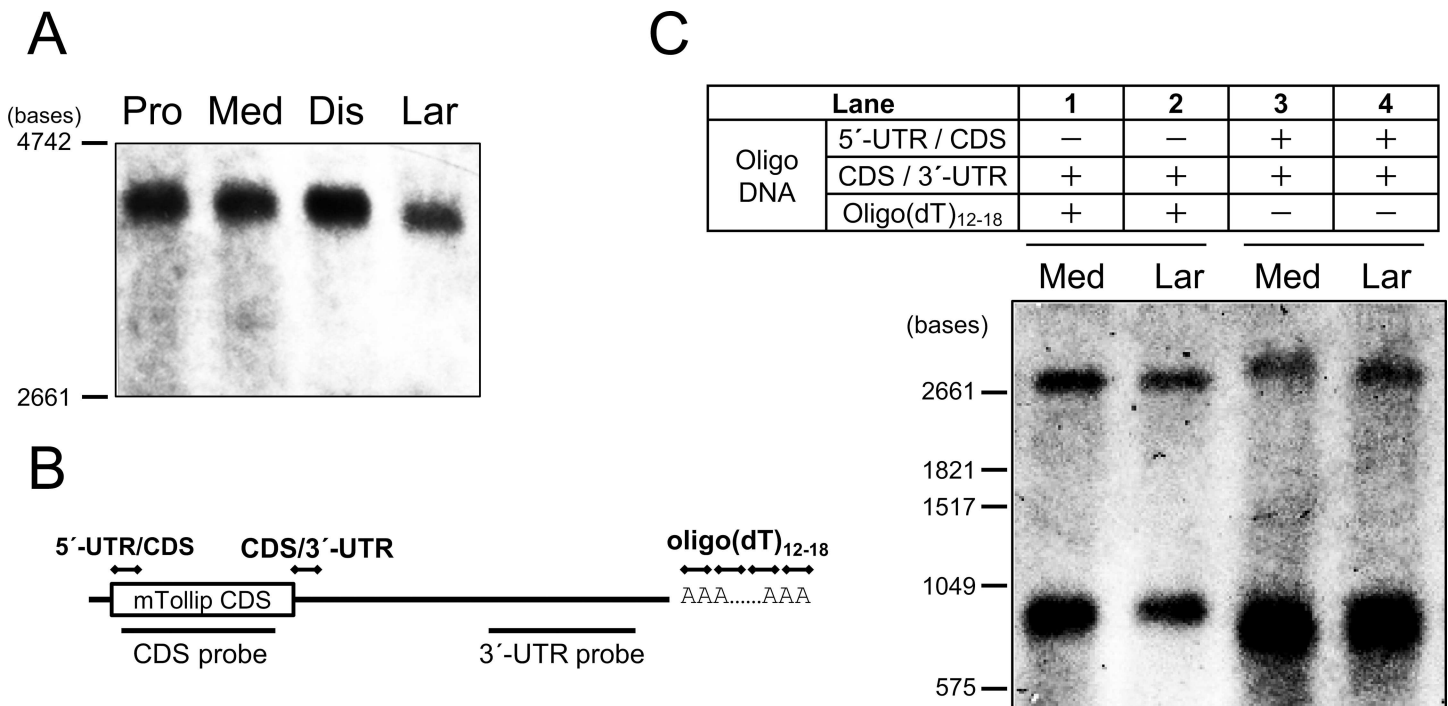 A
(bases)
Pro Med Dis Lar
4742
2661
B
5´-UTR/CDS
CDS/3´-UTR
oligo(dT)12-18
mTollip CDS
AAA......AAA
CDS probe
3´-UTR probe
C
Lane 1 2 3 4
Oligo DNA
5´-UTR / CDS − − + +
CDS / 3´-UTR + + + +
Oligo(dT)12-18 + + − −
Med Lar Med Lar
(bases)
2661
1821
1517
1049
575